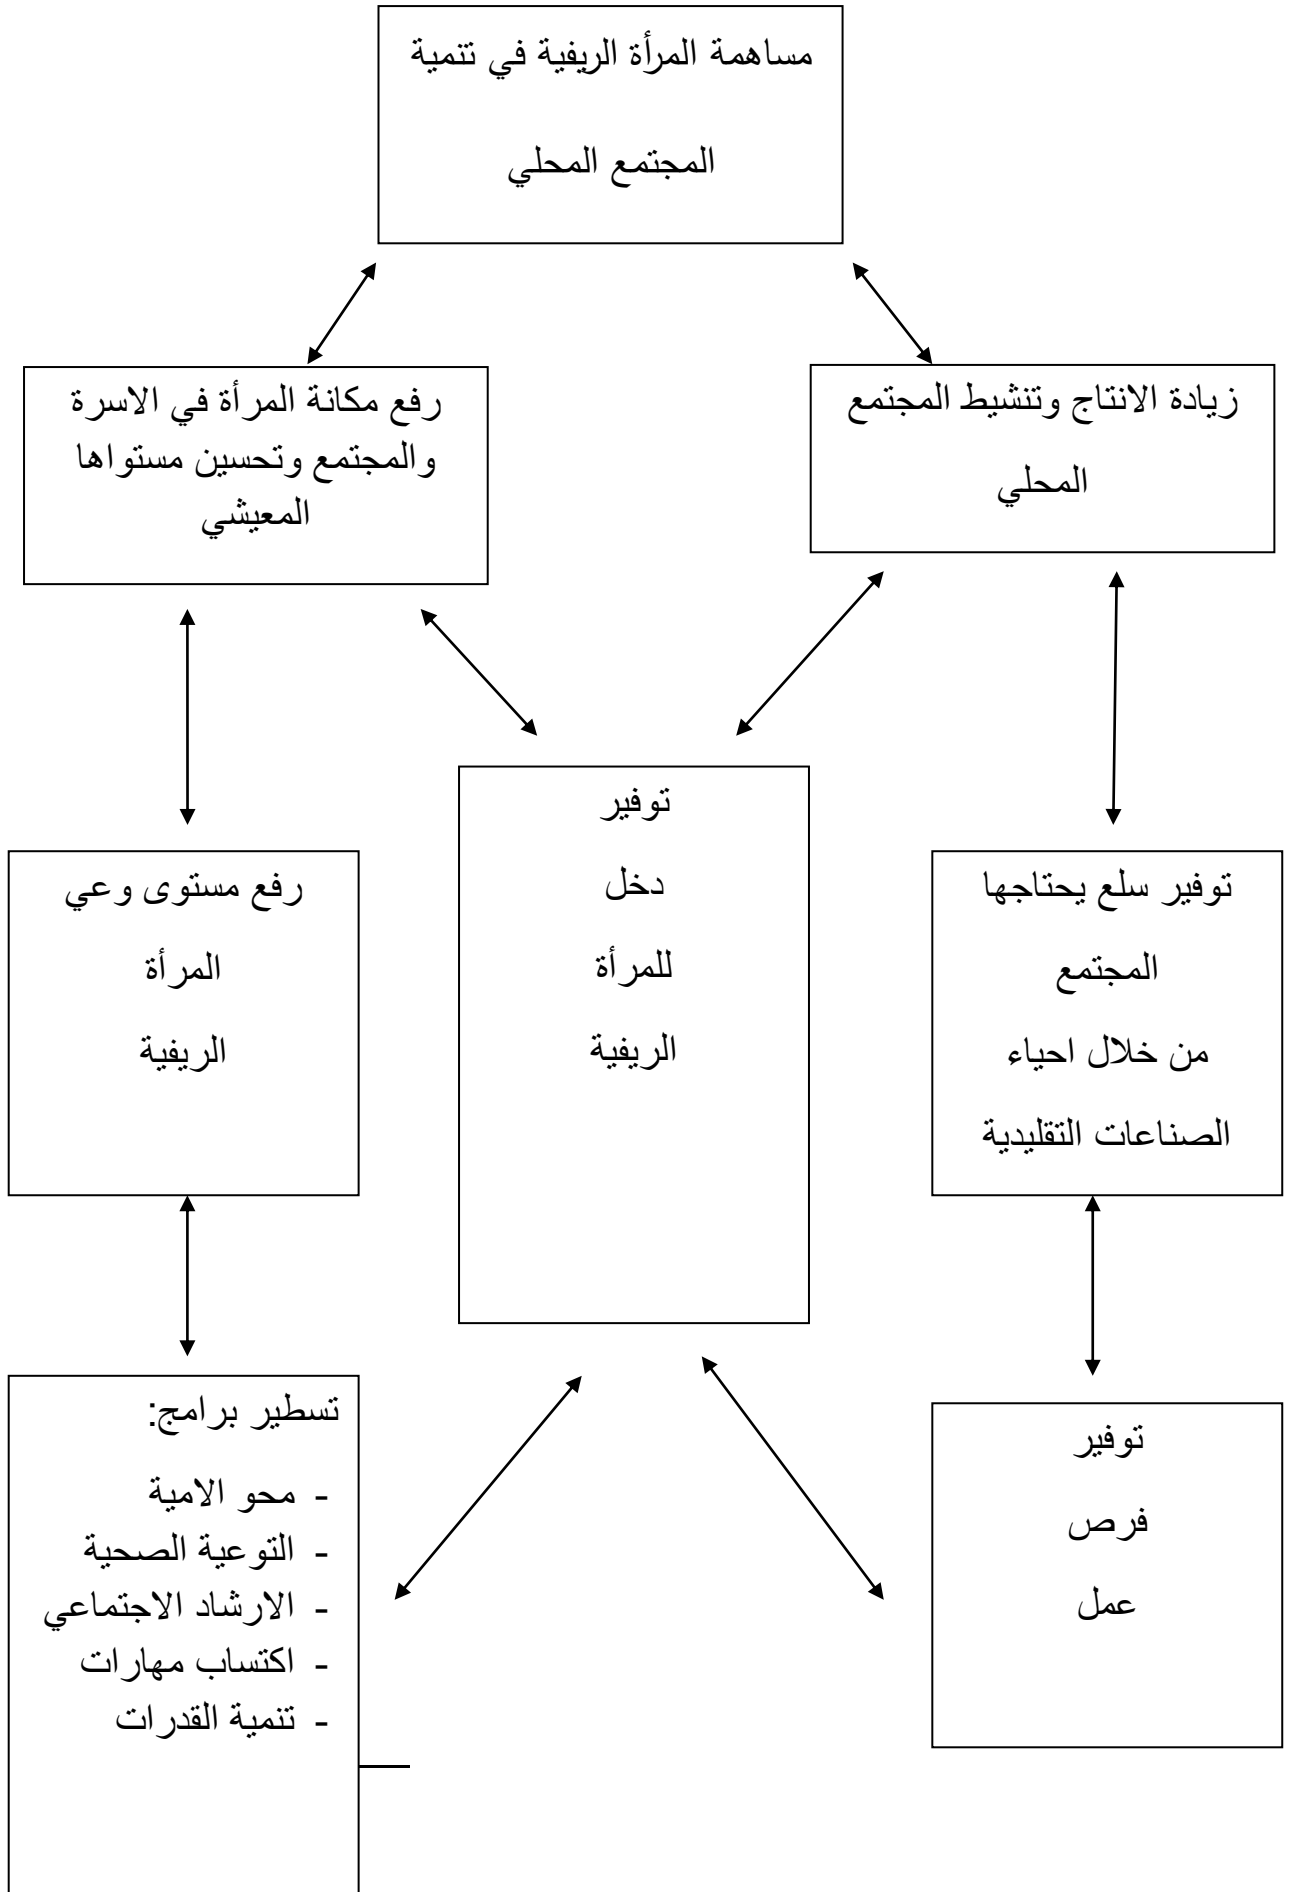 مساهمة المرأة الريفية في تنمية
المجتمع المحلي
زيادة الانتاج وتنشيط المجتمع
المحلي
رفع مكانة المرأة في الاسرة
والمجتمع وتحسين مستواها
المعيشي
توفير سلع يحتاجها
المجتمع
من خلال احياء
الصناعات التقليدية
توفير
دخل
للمرأة
الريفية
رفع مستوى وعي
المرأة
الريفية
توفير
فرص
عمل
تسطير برامج:
- محو الامية
- التوعية الصحية
- الارشاد الاجتماعي
- اكتساب مهارات
- تنمية القدرات